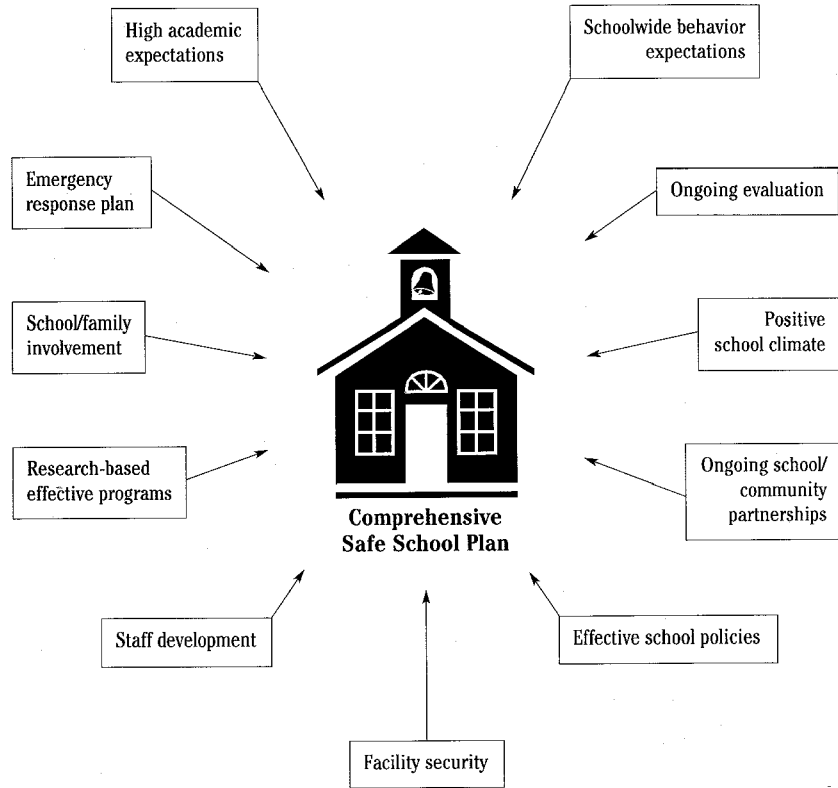 High academic
expectations
Schoolwide behavior
expectations
Emergency
response plan
Ongoing evaluation
School/family
involvement
Positive
school climate
Research-based
effective programs
Ongoing school/
community
partnerships
Comprehensive
Safe School Plan
Staff development
Effective school policies
Facility security